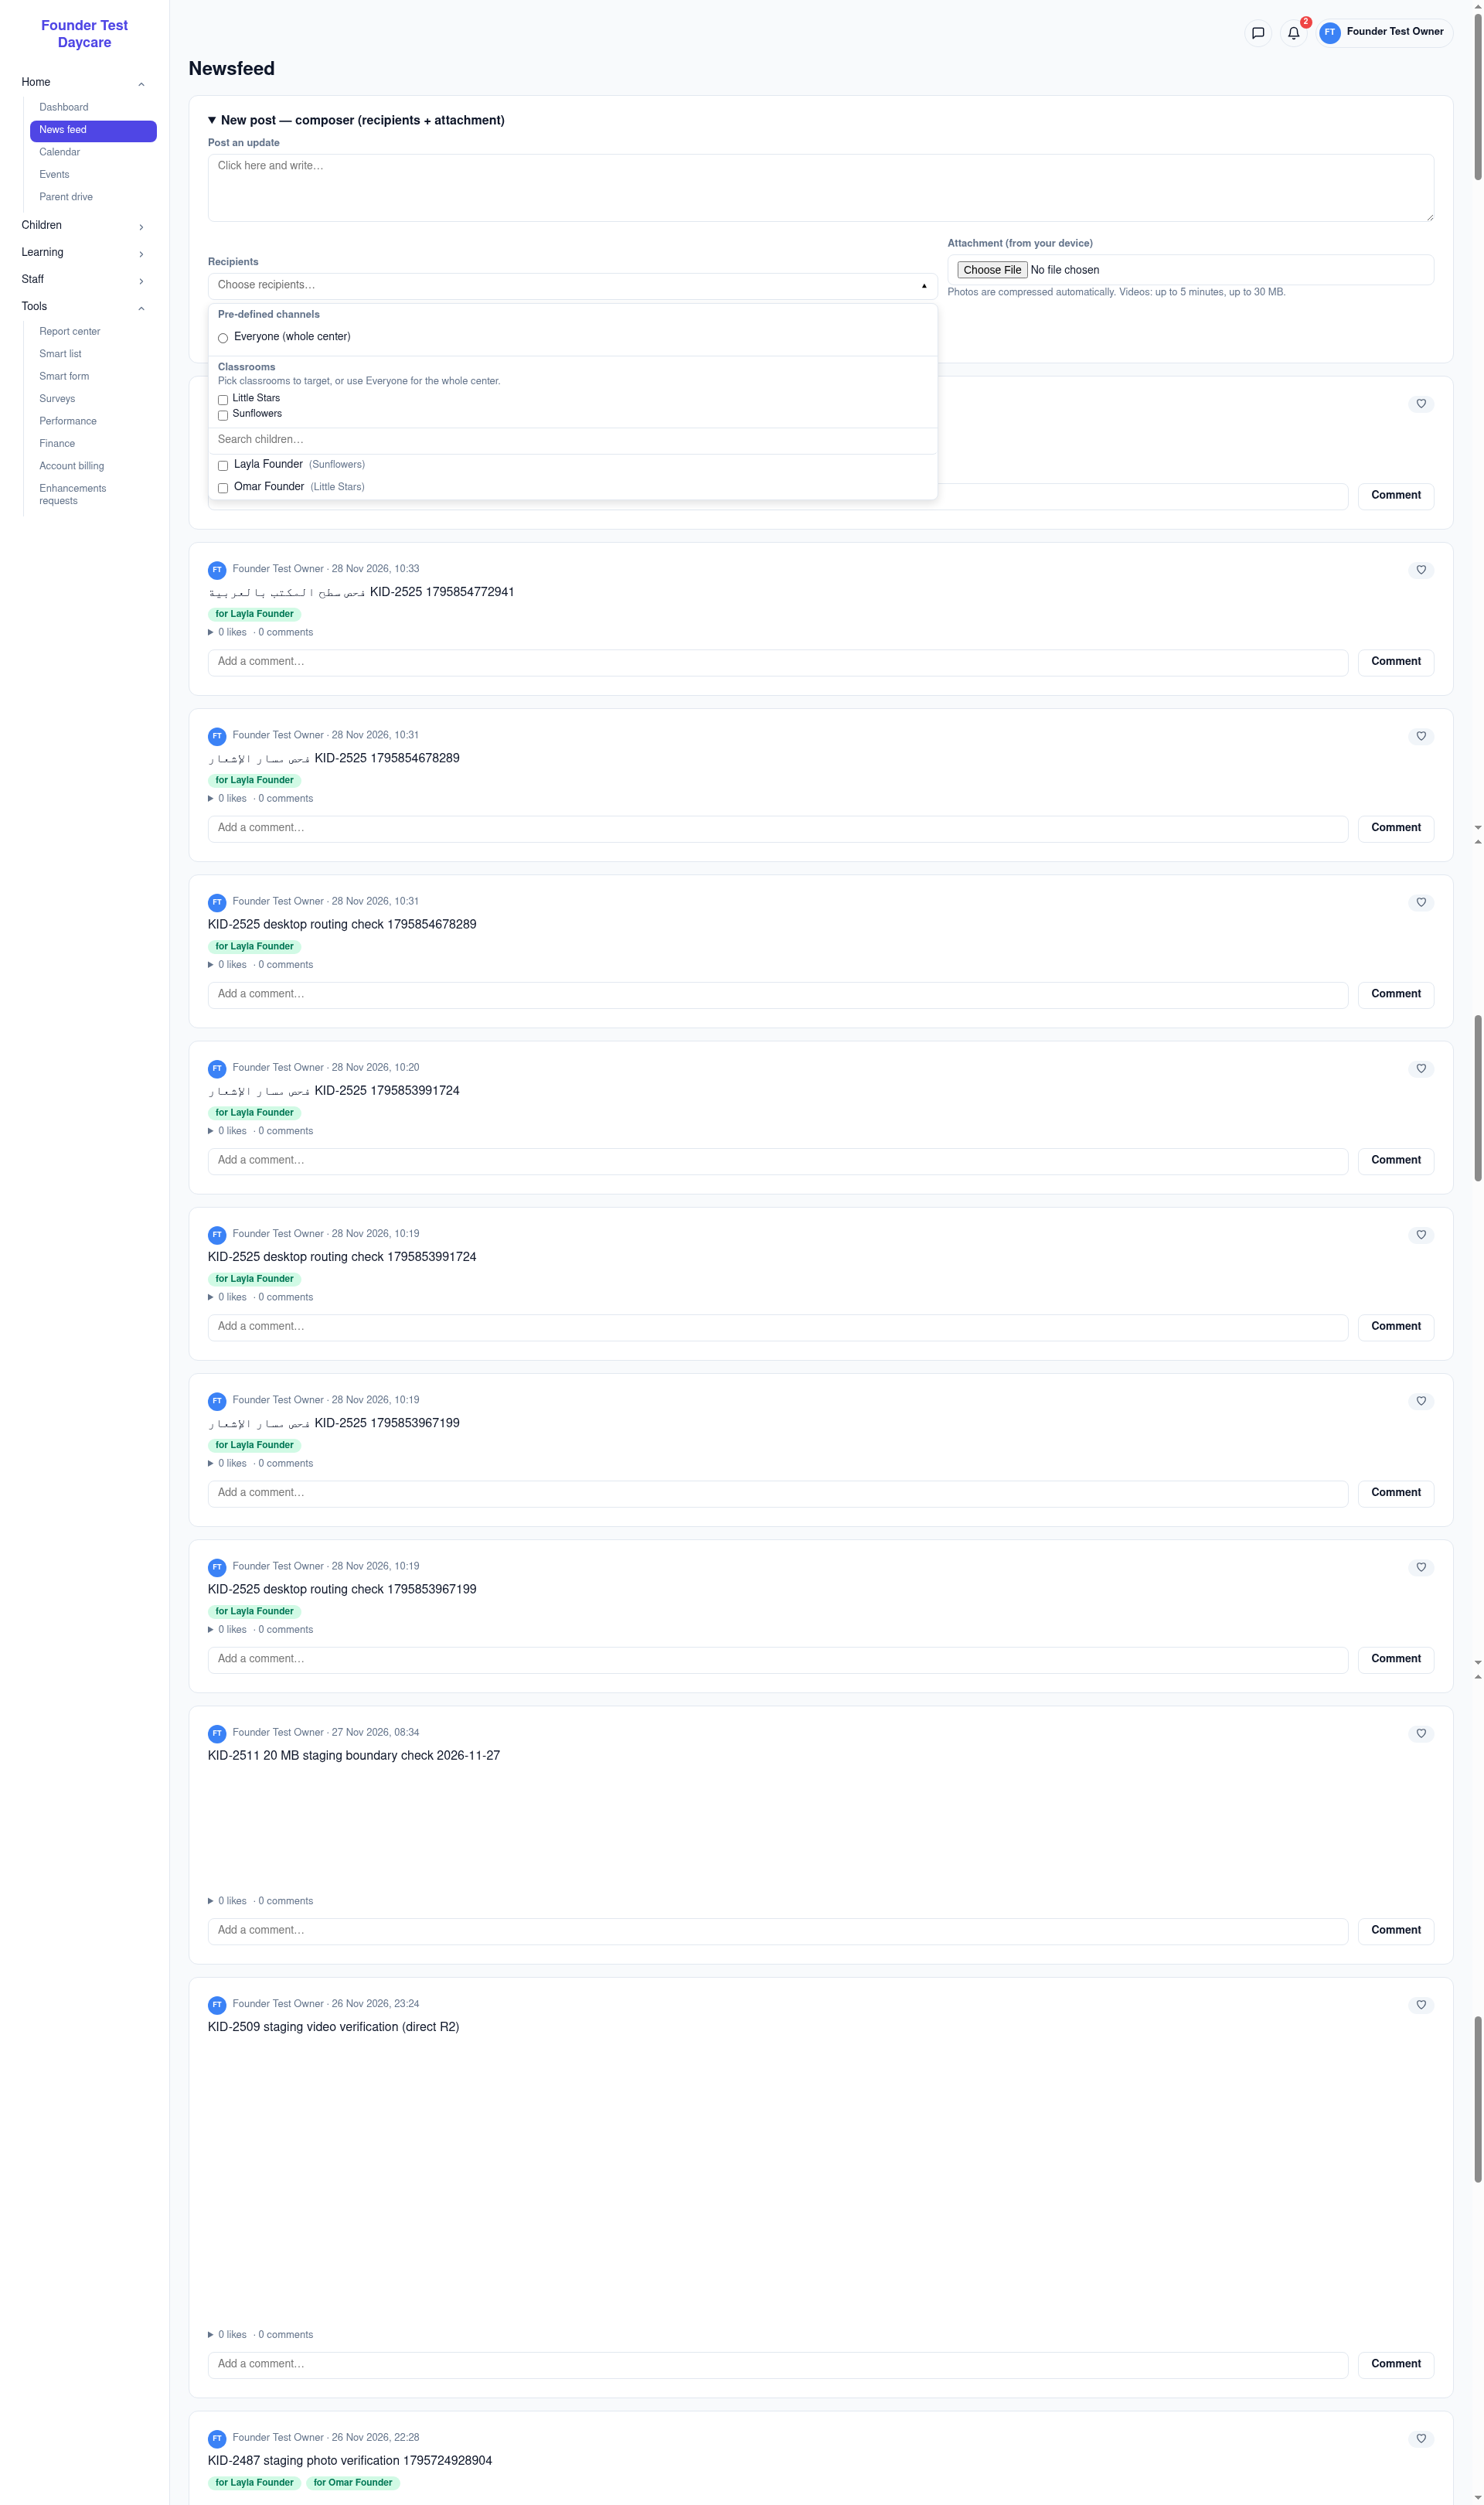 Founder Test
Daycare
Home
Dashboard
News feed
Calendar
Events
Parent drive
Children
Learning
Staff
Tools
Report center
Smart list
Smart form
Surveys
Performance
Finance
Account billing
Enhancements
requests
2
FT Founder Test Owner
Newsfeed
▼ New post — composer (recipients + attachment)
Post an update
Click here and write…
Recipients
Choose recipients…
Attachment (from your device)
Choose File No file chosen
Photos are compressed automatically. Videos: up to 5 minutes, up to 30 MB.
Pre-defined channels
Everyone (whole center)
Classrooms
Pick classrooms to target, or use Everyone for the whole center.
Little Stars
Sunflowers
Search children…
Layla Founder (Sunflowers)
Omar Founder (Little Stars)
Comment
FT Founder Test Owner · 28 Nov 2026, 10:33
فحص سطح المكتب بالعربية KID-2525 1795854772941
for Layla Founder
0 likes · 0 comments
Add a comment…
Comment
FT Founder Test Owner · 28 Nov 2026, 10:31
فحص مسار الإشعار KID-2525 1795854678289
for Layla Founder
0 likes · 0 comments
Add a comment…
Comment
FT Founder Test Owner · 28 Nov 2026, 10:31
KID-2525 desktop routing check 1795854678289
for Layla Founder
0 likes · 0 comments
Add a comment…
Comment
FT Founder Test Owner · 28 Nov 2026, 10:20
فحص مسار الإشعار KID-2525 1795853991724
for Layla Founder
0 likes · 0 comments
Add a comment…
Comment
FT Founder Test Owner · 28 Nov 2026, 10:19
KID-2525 desktop routing check 1795853991724
for Layla Founder
0 likes · 0 comments
Add a comment…
Comment
FT Founder Test Owner · 28 Nov 2026, 10:19
فحص مسار الإشعار KID-2525 1795853967199
for Layla Founder
0 likes · 0 comments
Add a comment…
Comment
FT Founder Test Owner · 28 Nov 2026, 10:19
KID-2525 desktop routing check 1795853967199
for Layla Founder
0 likes · 0 comments
Add a comment…
Comment
FT Founder Test Owner · 27 Nov 2026, 08:34
KID-2511 20 MB staging boundary check 2026-11-27
0 likes · 0 comments
Add a comment…
Comment
FT Founder Test Owner · 26 Nov 2026, 23:24
KID-2509 staging video verification (direct R2)
0 likes · 0 comments
Add a comment…
Comment
FT Founder Test Owner · 26 Nov 2026, 22:28
KID-2487 staging photo verification 1795724928904
for Layla Founder for Omar Founder